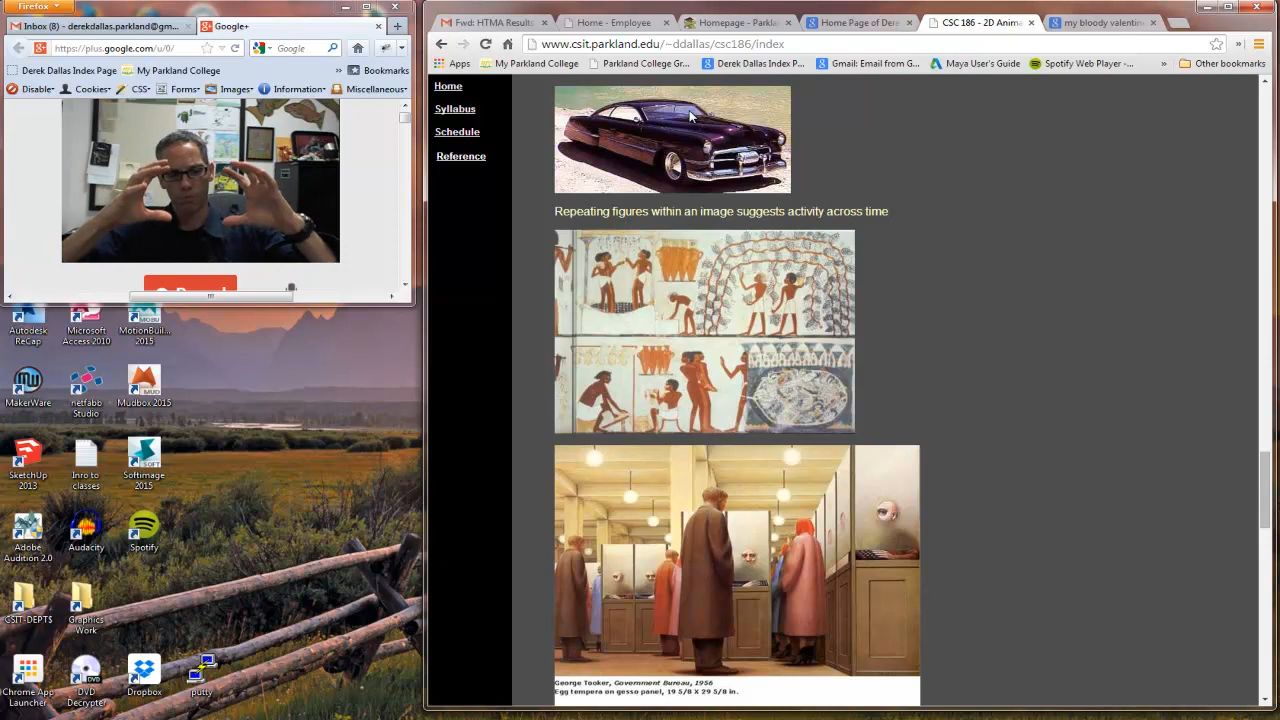 Firefox
Inbox (8) - derekdallas.parkland@gm...
Google+
https://plus.google.com/u/0/
Google
Derek Dallas Index Page
My Parkland College
»
Bookmarks
Disable
Cookies
CSS
Forms
Images
Information
Miscellaneous
Autodesk ReCap
Microsoft Access 2010
MotionBuil... 2015
MakerWare
netfabb Studio
Mudbox 2015
SketchUp 2013
Inro to classes
Softimage 2015
Adobe Audition 2.0
Audacity
Spotify
CSIT-DEPT$
Graphics Work
Chrome App Launcher
DVD Decrypter
Dropbox
putty
Fwd: HTMA Results
Home - Employee
Homepage - Parkla
Home Page of Dere
CSC 186 - 2D Anima
my bloody valentin
www.csit.parkland.edu/~ddallas/csc186/index
Apps
My Parkland College
Parkland College Gr...
Derek Dallas Index P...
Gmail: Email from G...
Maya User's Guide
Spotify Web Player -...
»
Other bookmarks
Home
Syllabus
Schedule
Reference
Repeating figures within an image suggests activity across time
George Tooker, Government Bureau, 1956
Egg tempera on gesso panel, 19 5/8 X 29 5/8 in.